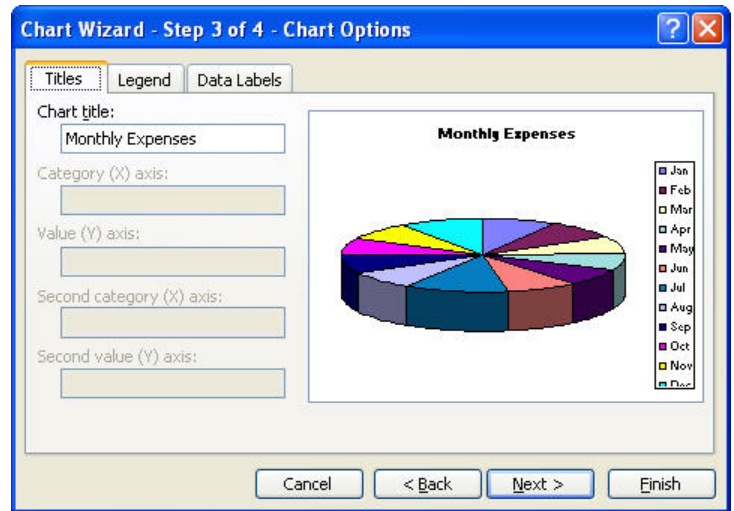 Chart Wizard - Step 3 of 4 - Chart Options
Titles
Legend
Data Labels
Chart title:
Monthly Expenses
Category (X) axis:
Value (Y) axis:
Second category (X) axis:
Second value (Y) axis:
Monthly Expenses
Jan
Feb
Mar
Apr
May
Jun
Jul
Aug
Sep
Oct
Nov
Dec
Cancel
< Back
Next >
Finish